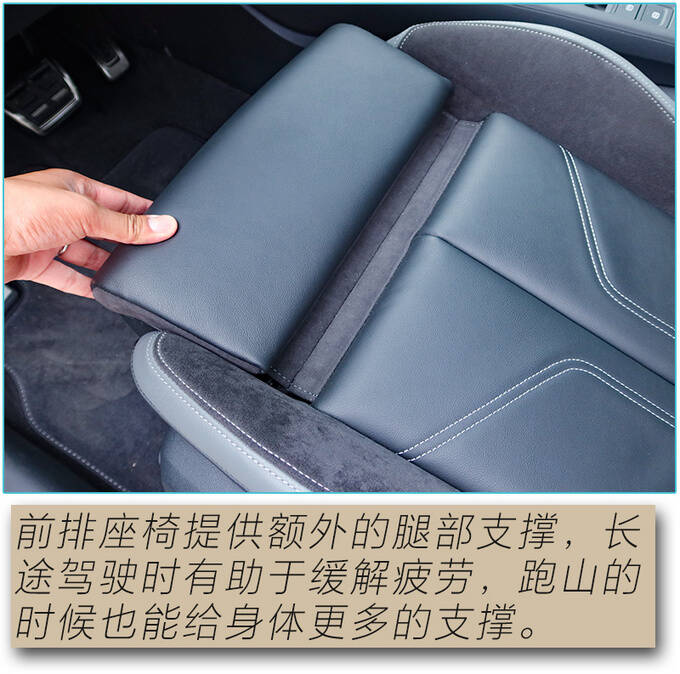 前排座椅提供额外的腿部支撑，长
途驾驶时有助于缓解疲劳，跑山的
时候也能给身体更多的支撑。